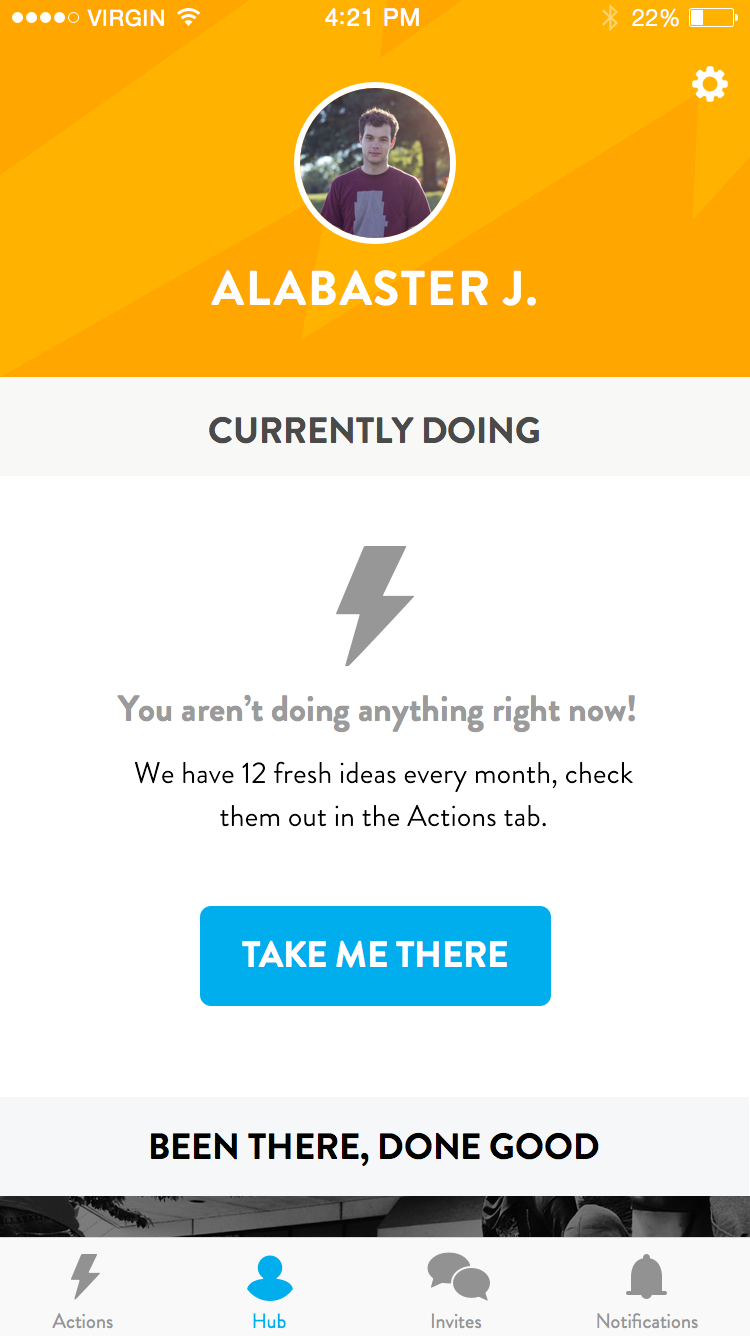 VIRGIN 4:21 PM 22%
ALABASTER J.
CURRENTLY DOING
You aren’t doing anything right now!
We have 12 fresh ideas every month, check
them out in the Actions tab.
TAKE ME THERE
BEEN THERE, DONE GOOD
Actions Hub Invites Notifications